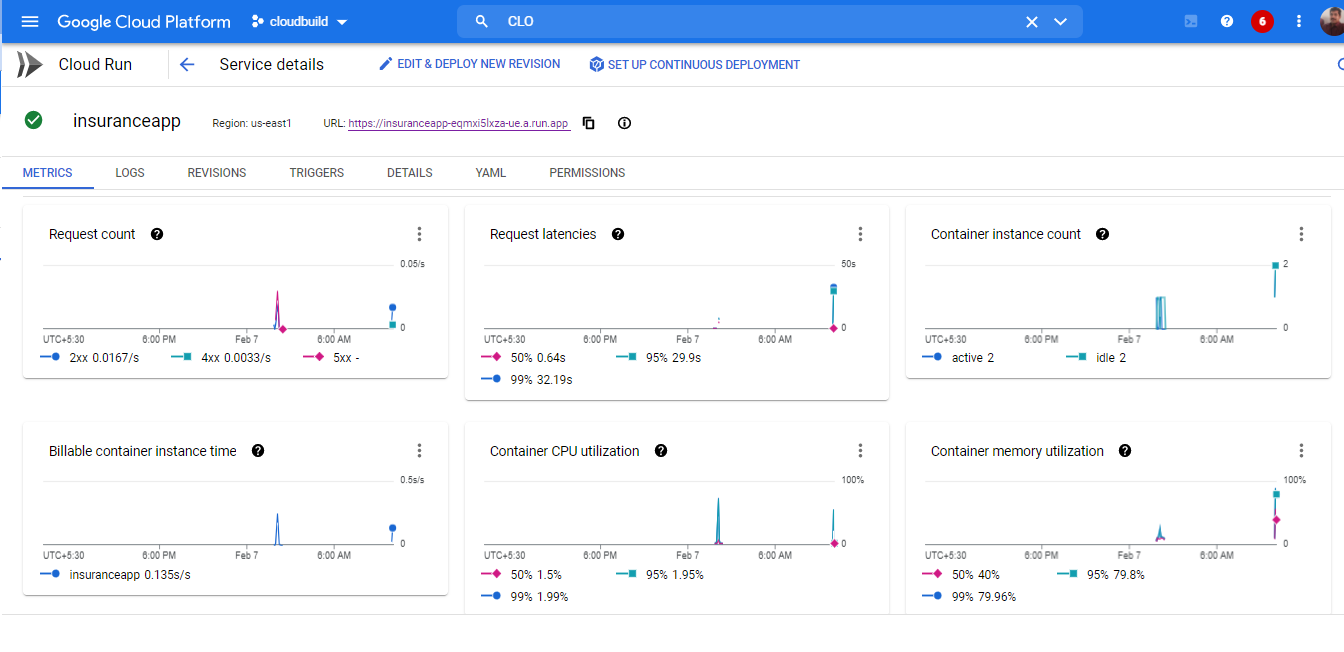 Google Cloud Platform cloudbuild CLO 6
Cloud Run Service details EDIT & DEPLOY NEW REVISION SET UP CONTINUOUS DEPLOYMENT
insuranceapp Region: us-east1 URL: https://insuranceapp-eqmxi5lxza-ue.a.run.app
METRICS LOGS REVISIONS TRIGGERS DETAILS YAML PERMISSIONS
Request count
0.05/s
0
UTC+5:30 6:00 PM Feb 7 6:00 AM
2xx 0.0167/s 4xx 0.0033/s 5xx -
Request latencies
50s
0
UTC+5:30 6:00 PM Feb 7 6:00 AM
50% 0.64s 95% 29.9s
99% 32.19s
Container instance count
2
0
UTC+5:30 6:00 PM Feb 7 6:00 AM
active 2 idle 2
Billable container instance time
0.5s/s
0
UTC+5:30 6:00 PM Feb 7 6:00 AM
insuranceapp 0.135s/s
Container CPU utilization
100%
0
UTC+5:30 6:00 PM Feb 7 6:00 AM
50% 1.5% 95% 1.95%
99% 1.99%
Container memory utilization
100%
0
UTC+5:30 6:00 PM Feb 7 6:00 AM
50% 40% 95% 79.8%
99% 79.96%